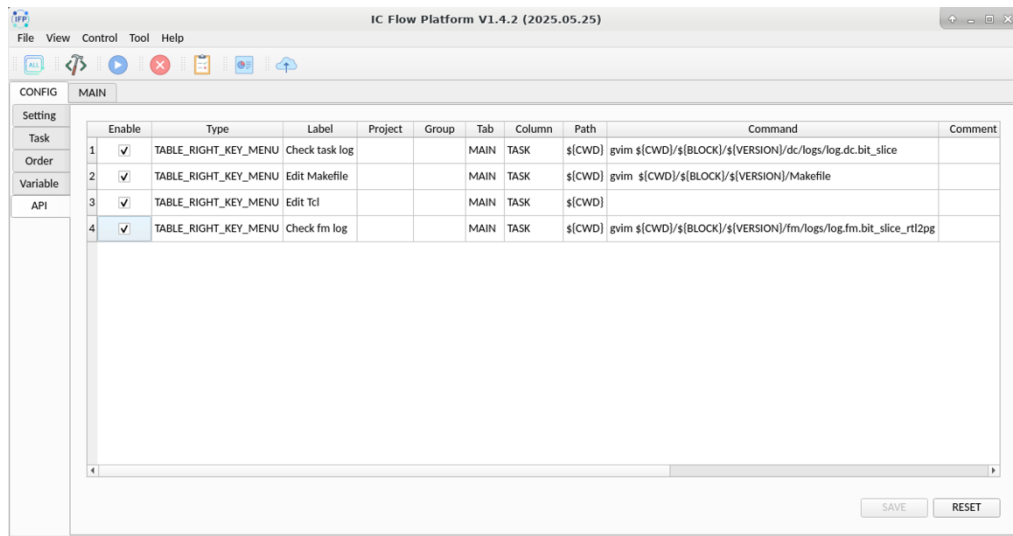 IFP
IC Flow Platform V1.4.2 (2025.05.25)
File View Control Tool Help
ALL
CONFIG MAIN
Setting
Task
Order
Variable
API
Enable Type Label Project Group Tab Column Path Command Comment
1 TABLE_RIGHT_KEY_MENU Check task log MAIN TASK ${CWD} gvim ${CWD}/${BLOCK}/${VERSION}/dc/logs/log.dc.bit_slice
2 TABLE_RIGHT_KEY_MENU Edit Makefile MAIN TASK ${CWD} gvim ${CWD}/${BLOCK}/${VERSION}/Makefile
3 TABLE_RIGHT_KEY_MENU Edit Tcl MAIN TASK ${CWD}
4 TABLE_RIGHT_KEY_MENU Check fm log MAIN TASK ${CWD} gvim ${CWD}/${BLOCK}/${VERSION}/fm/logs/log.fm.bit_slice_rtl2pg
SAVE RESET